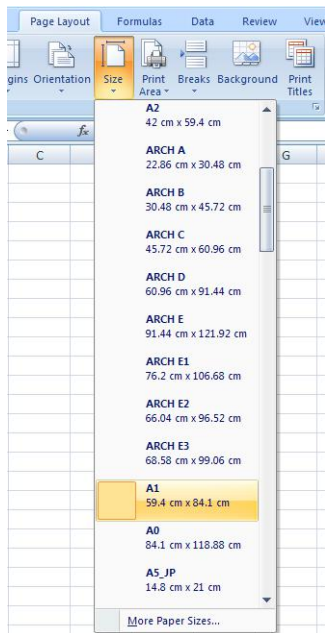 Page Layout Formulas Data Review View
gins Orientation Size Print Area Breaks Background Print Titles
fx
C G
A2
42 cm x 59.4 cm
ARCH A
22.86 cm x 30.48 cm
ARCH B
30.48 cm x 45.72 cm
ARCH C
45.72 cm x 60.96 cm
ARCH D
60.96 cm x 91.44 cm
ARCH E
91.44 cm x 121.92 cm
ARCH E1
76.2 cm x 106.68 cm
ARCH E2
66.04 cm x 96.52 cm
ARCH E3
68.58 cm x 99.06 cm
A1
59.4 cm x 84.1 cm
A0
84.1 cm x 118.88 cm
A5_JP
14.8 cm x 21 cm
More Paper Sizes...